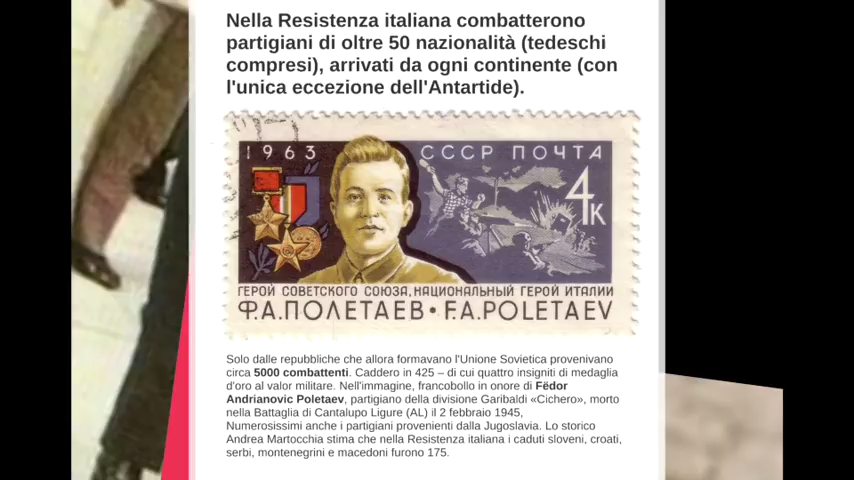 Nella Resistenza italiana combatterono
partigiani di oltre 50 nazionalità (tedeschi
compresi), arrivati da ogni continente (con
l'unica eccezione dell'Antartide).
1963 СССР ПОЧТА
4К
ГЕРОЙ СОВЕТСКОГО СОЮЗА, НАЦИОНАЛЬНЫЙ ГЕРОЙ ИТАЛИИ
Ф.А.ПОЛЕТАЕВ • F.A.POLETAEV
Solo dalle repubbliche che allora formavano l'Unione Sovietica provenivano
circa 5000 combattenti. Caddero in 425 – di cui quattro insigniti di medaglia
d'oro al valor militare. Nell'immagine, francobollo in onore di Fëdor
Andrianovic Poletaev, partigiano della divisione Garibaldi «Cichero», morto
nella Battaglia di Cantalupo Ligure (AL) il 2 febbraio 1945,
Numerosissimi anche i partigiani provenienti dalla Jugoslavia. Lo storico
Andrea Martocchia stima che nella Resistenza italiana i caduti sloveni, croati,
serbi, montenegrini e macedoni furono 175.